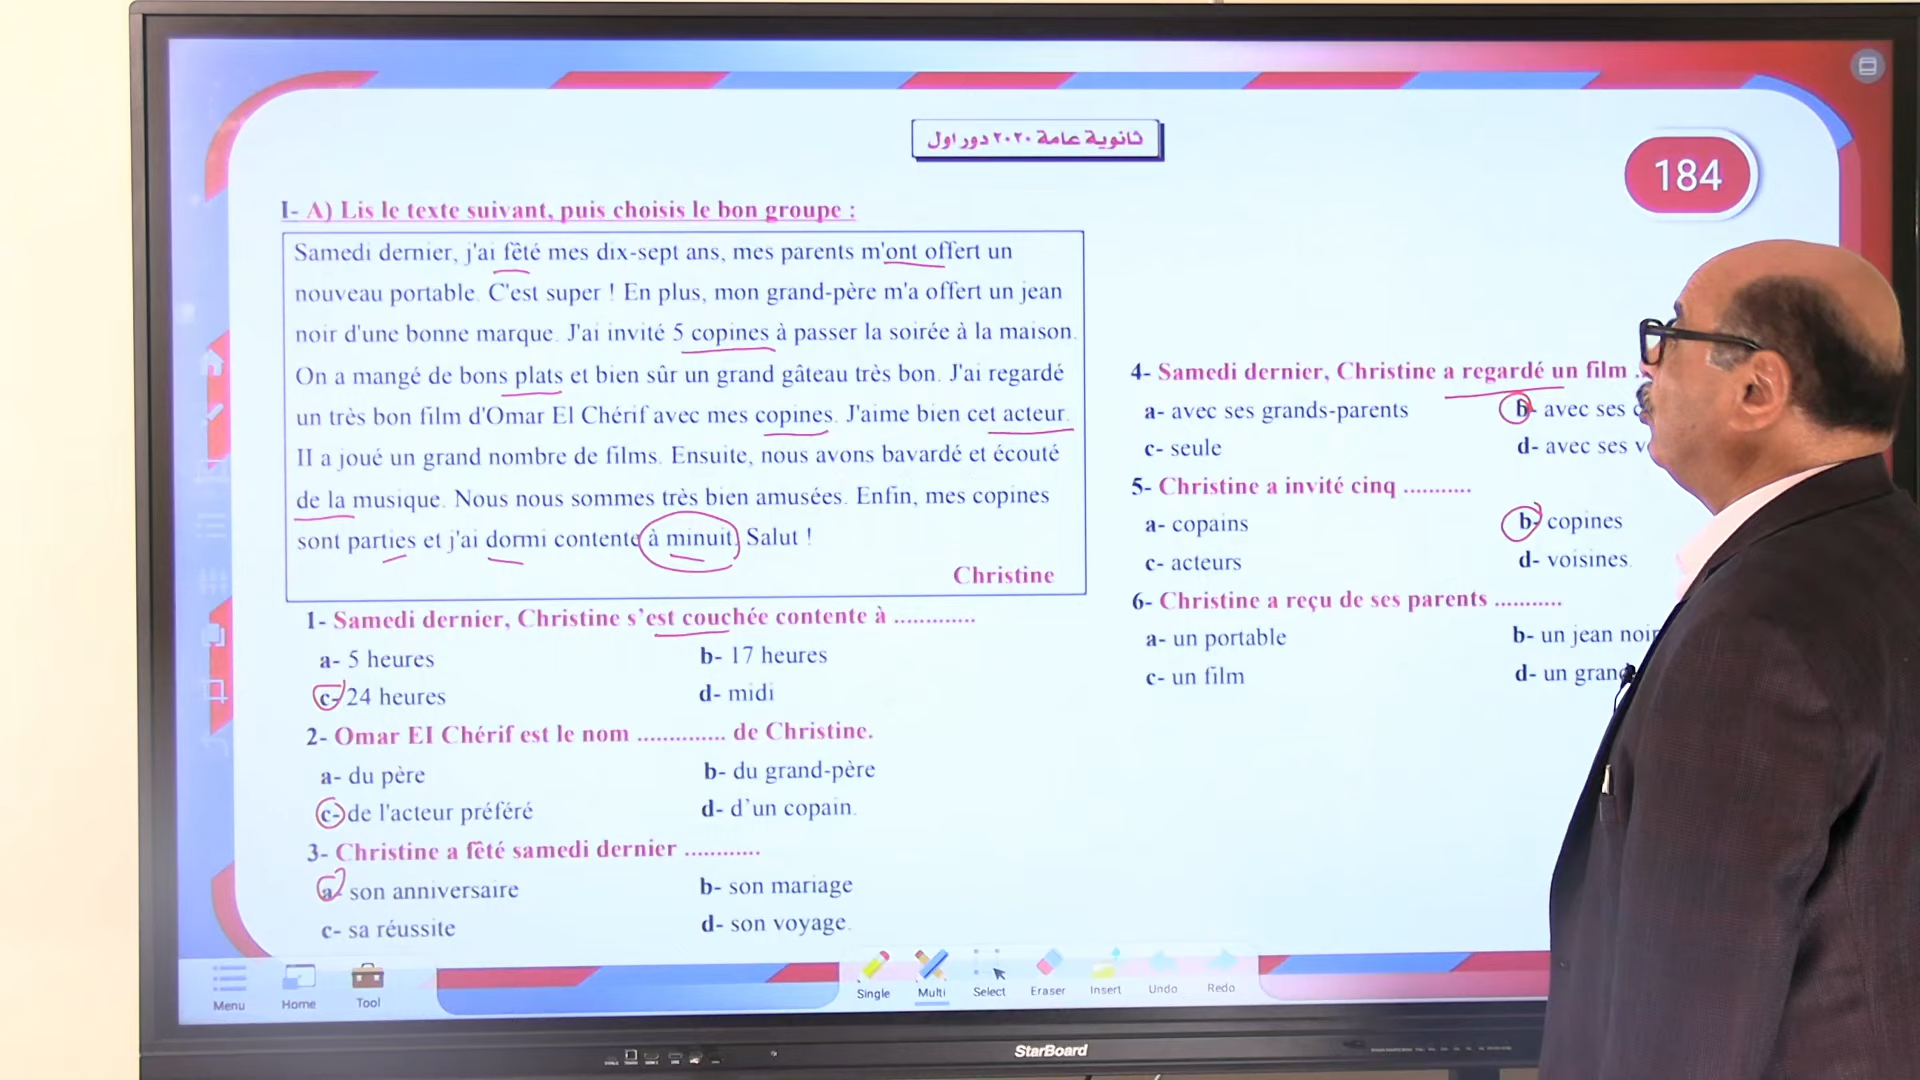 ثانوية عامة ٢٠٢٠ دور اول
184
I- A) Lis le texte suivant, puis choisis le bon groupe :
Samedi dernier, j'ai fêté mes dix-sept ans, mes parents m'ont offert un
nouveau portable. C'est super ! En plus, mon grand-père m'a offert un jean
noir d'une bonne marque. J'ai invité 5 copines à passer la soirée à la maison.
On a mangé de bons plats et bien sûr un grand gâteau très bon. J'ai regardé
un très bon film d'Omar El Chérif avec mes copines. J'aime bien cet acteur.
II a joué un grand nombre de films. Ensuite, nous avons bavardé et écouté
de la musique. Nous nous sommes très bien amusées. Enfin, mes copines
sont parties et j'ai dormi contente à minuit. Salut !
Christine
1- Samedi dernier, Christine s’est couchée contente à .............
a- 5 heures
b- 17 heures
c- 24 heures
d- midi
2- Omar EI Chérif est le nom .............. de Christine.
a- du père
b- du grand-père
c- de l'acteur préféré
d- d’un copain.
3- Christine a fêté samedi dernier ............
a- son anniversaire
b- son mariage
c- sa réussite
d- son voyage.
4- Samedi dernier, Christine a regardé un film
a- avec ses grands-parents
b- avec ses
c- seule
d- avec ses
5- Christine a invité cinq ...........
a- copains
b- copines
c- acteurs
d- voisines.
6- Christine a reçu de ses parents ...........
a- un portable
b- un jean noir
c- un film
d- un
Menu
Home
Tool
Single
Multi
Select
Eraser
Insert
Undo
Redo
StarBoard